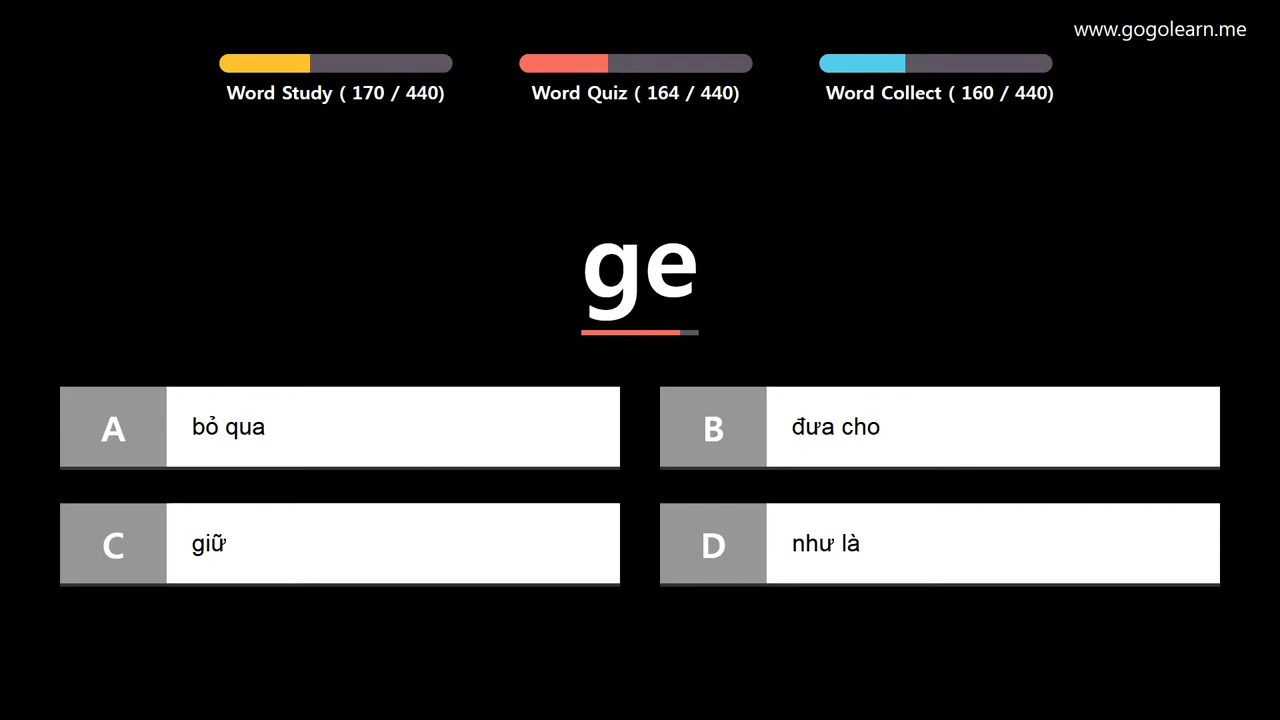 www.gogolearn.me
Word Study ( 170 / 440)
Word Quiz ( 164 / 440)
Word Collect ( 160 / 440)
ge
A
bỏ qua
B
đưa cho
C
giữ
D
như là